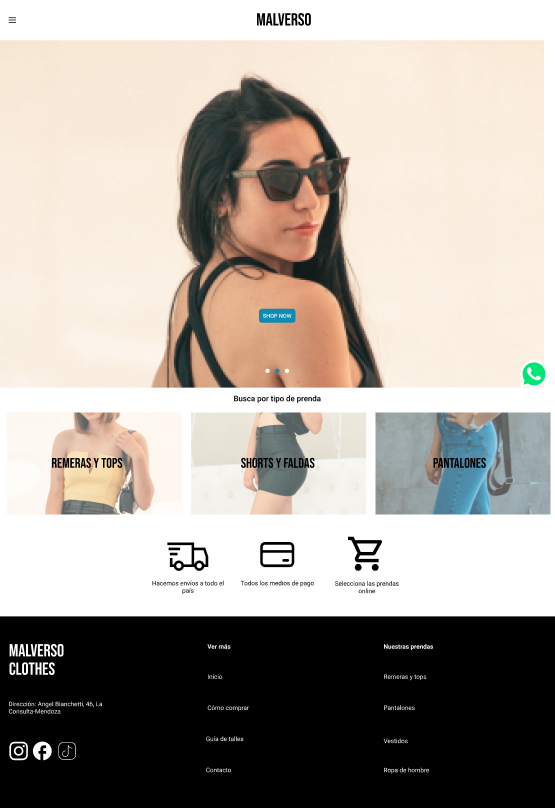 MALVERSO
SHOP NOW
Busca por tipo de prenda
REMERAS Y TOPS
SHORTS Y FALDAS
PANTALONES
Hacemos envíos a todo el
país
Todos los medios de pago
Selecciona las prendas
online
MALVERSO
CLOTHES
Dirección: Angel Bianchetti, 46, La
Consulta-Mendoza
Ver más
Inicio
Cómo comprar
Guía de talles
Contacto
Nuestras prendas
Remeras y tops
Pantalones
Vestidos
Ropa de hombre